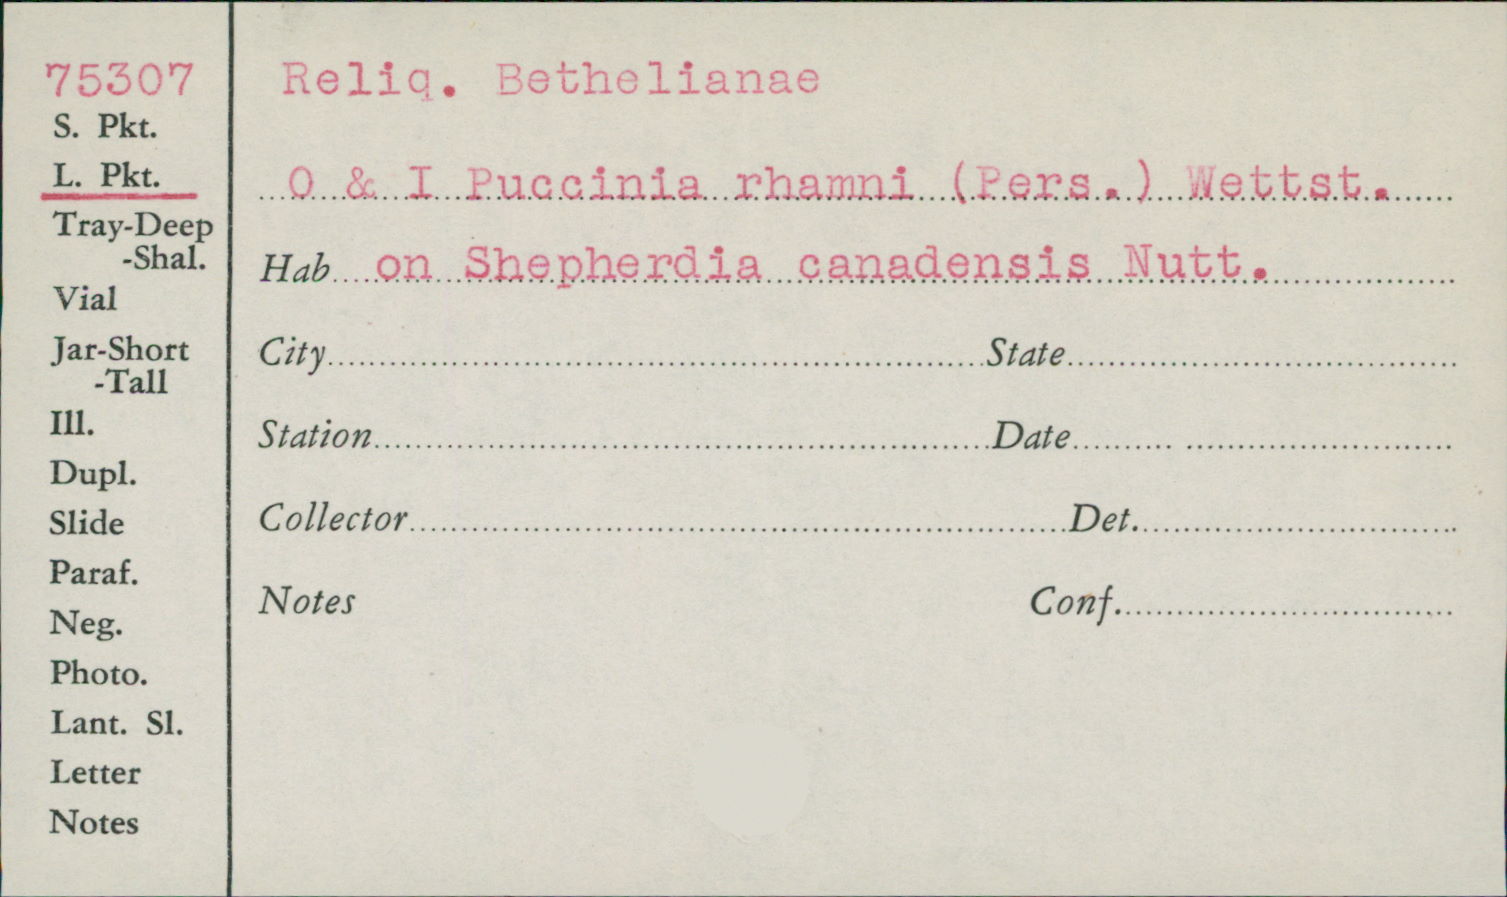 75307
S. Pkt.
L. Pkt.
Tray-Deep
-Shal.
Vial
Jar-Short
-Tall
Ill.
Dupl.
Slide
Paraf.
Neg.
Photo.
Lant. Sl.
Letter
Notes
Reliq. Bethelianae
O & I Puccinia rhamni (Pers.) Wettst.
Hab on Shepherdia canadensis Nutt.
City State
Station Date
Collector Det.
Notes Conf.